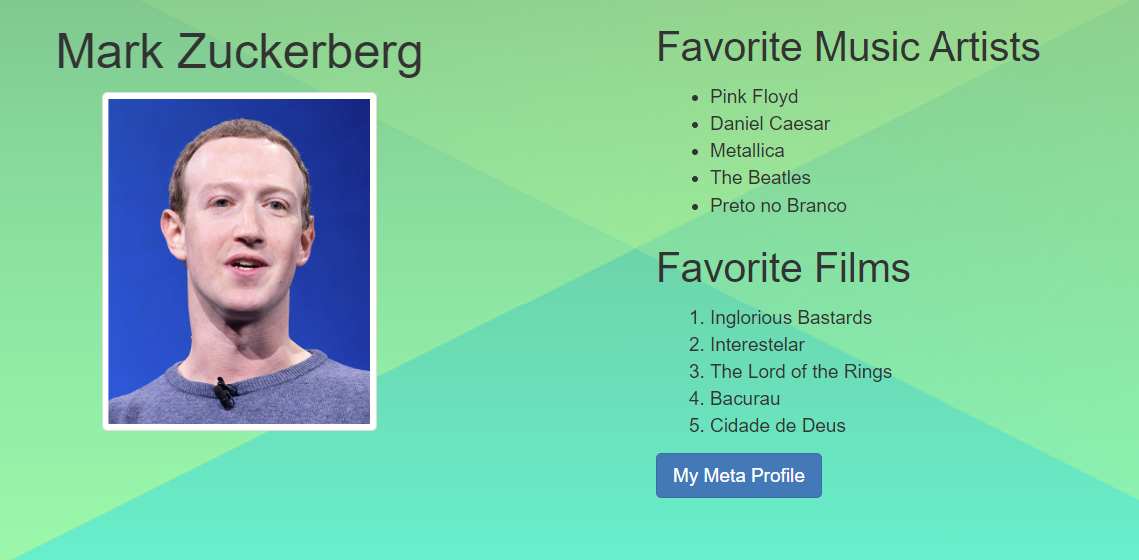 Mark Zuckerberg
Favorite Music Artists
Pink Floyd
Daniel Caesar
Metallica
The Beatles
Preto no Branco
Favorite Films
1. Inglorious Bastards
2. Interestelar
3. The Lord of the Rings
4. Bacurau
5. Cidade de Deus
My Meta Profile